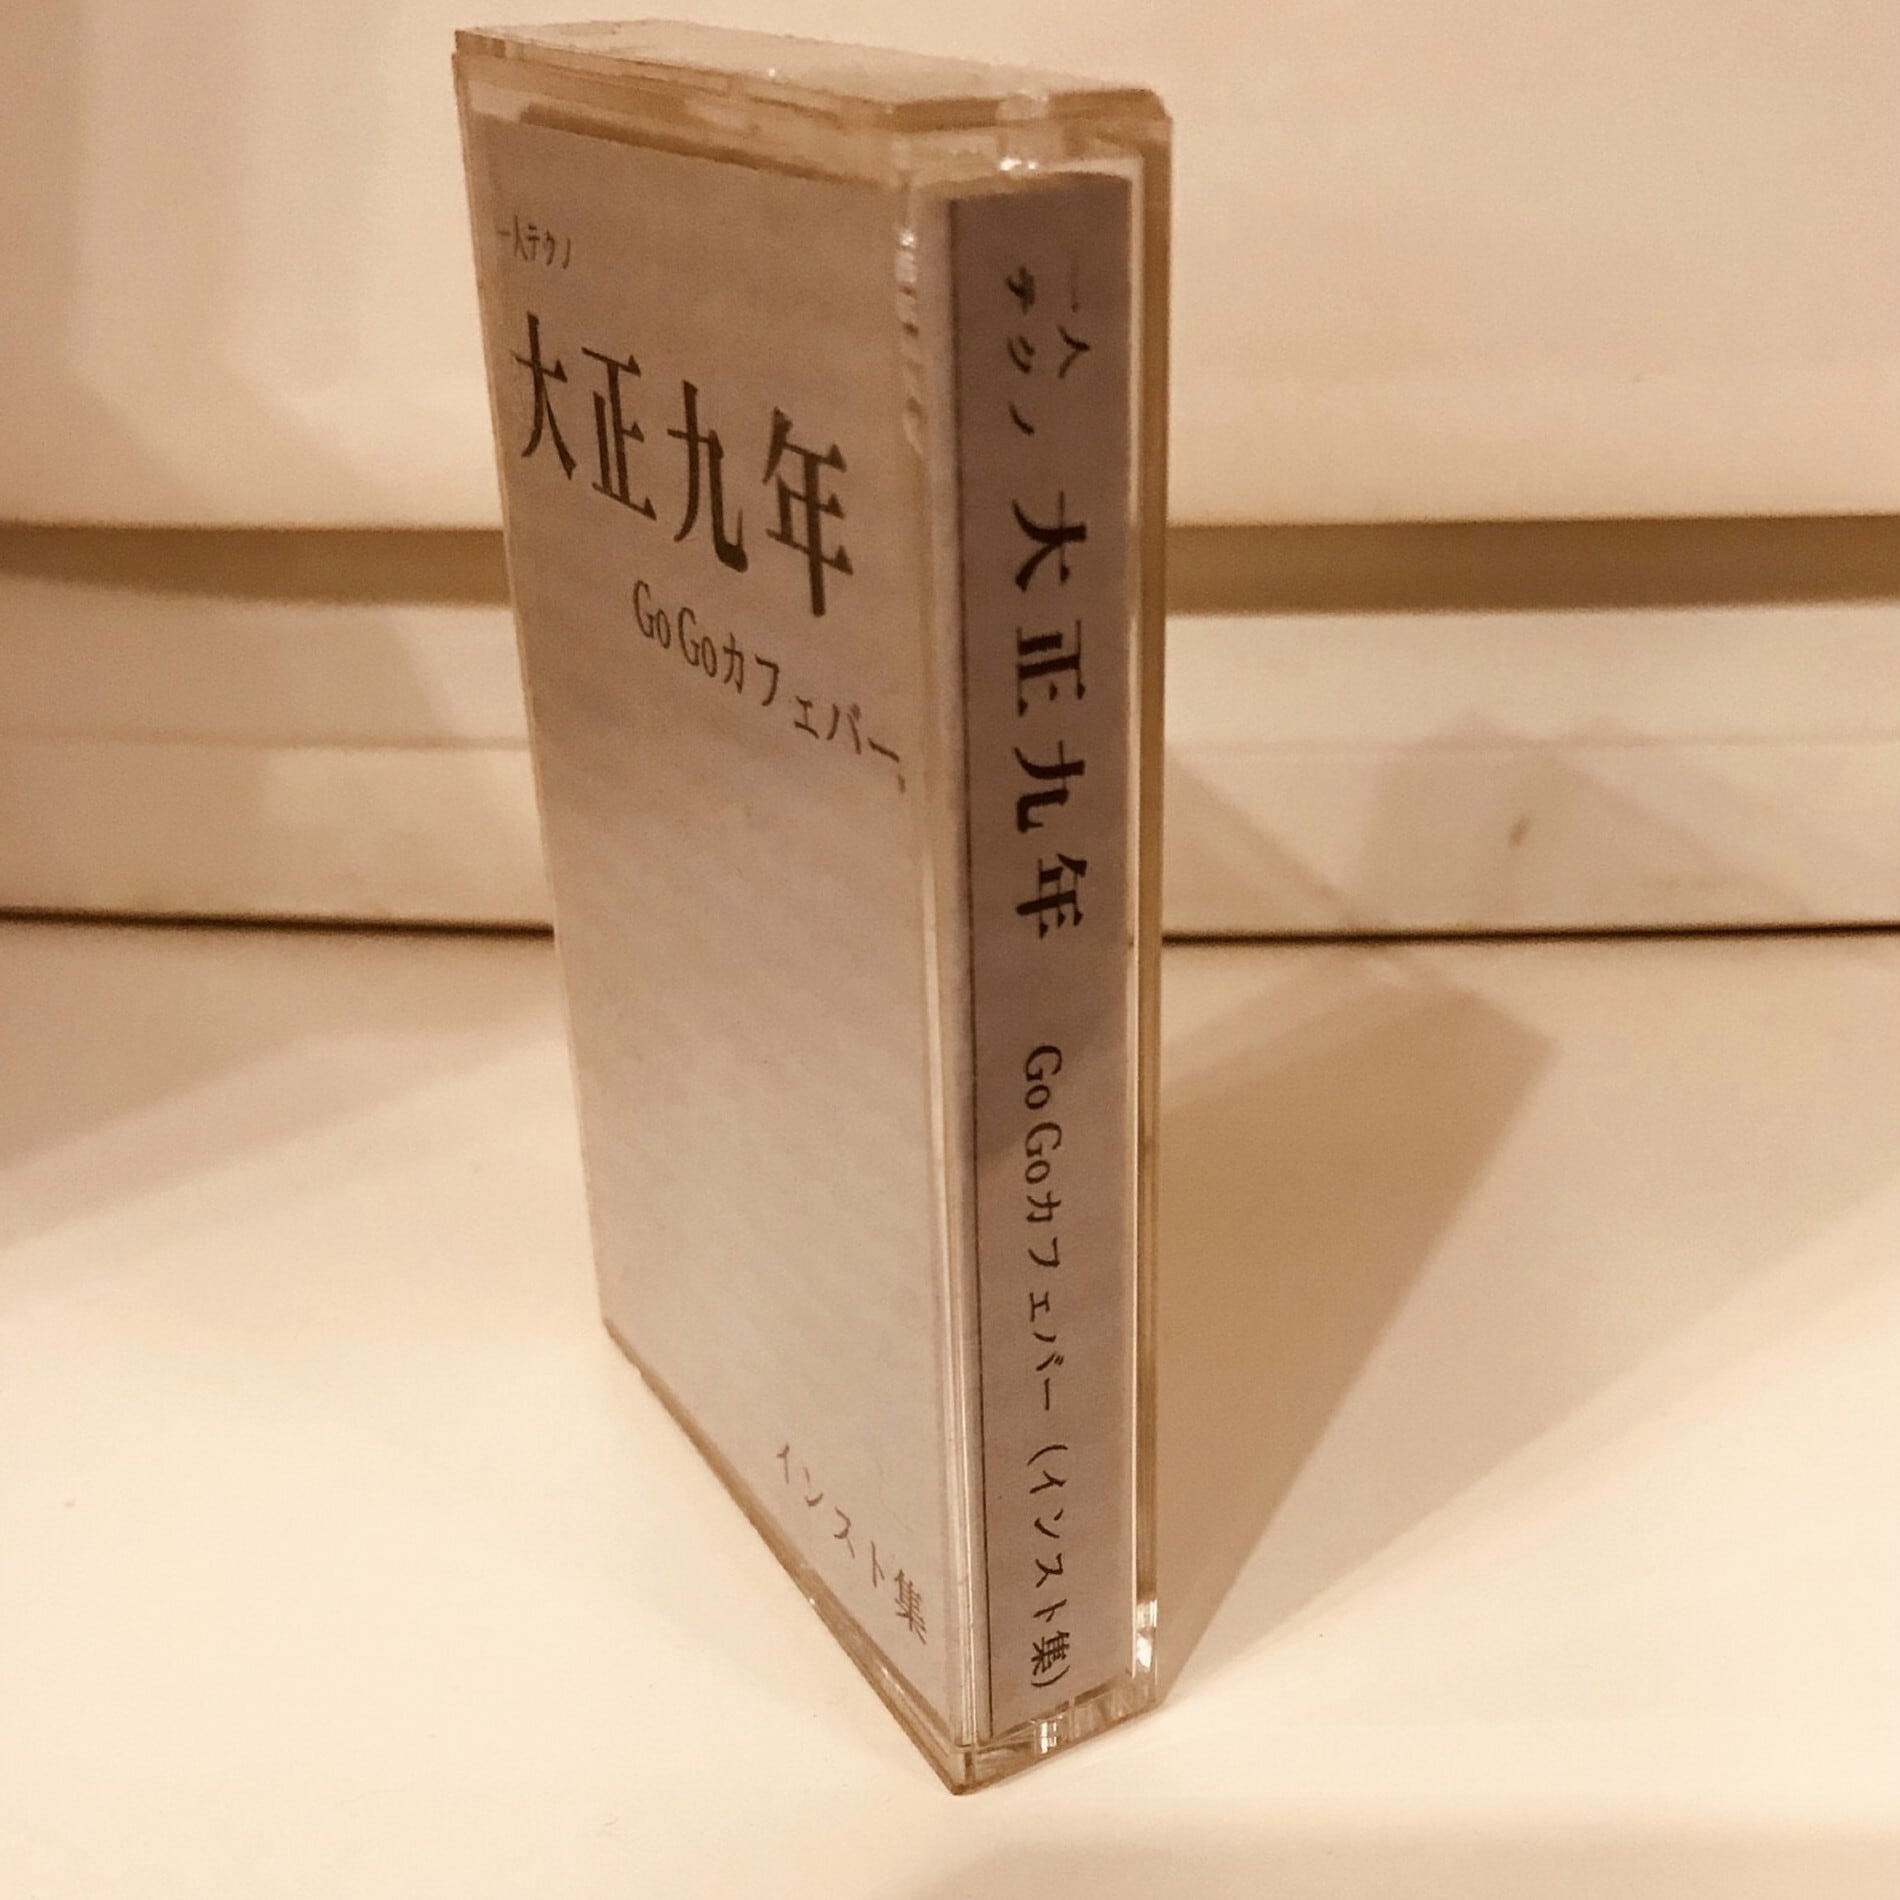 一人テクノ
大正九年
Go Goカフェバー
インスト集
一人
テクノ
大正九年 Go Goカフェバー (インスト集)